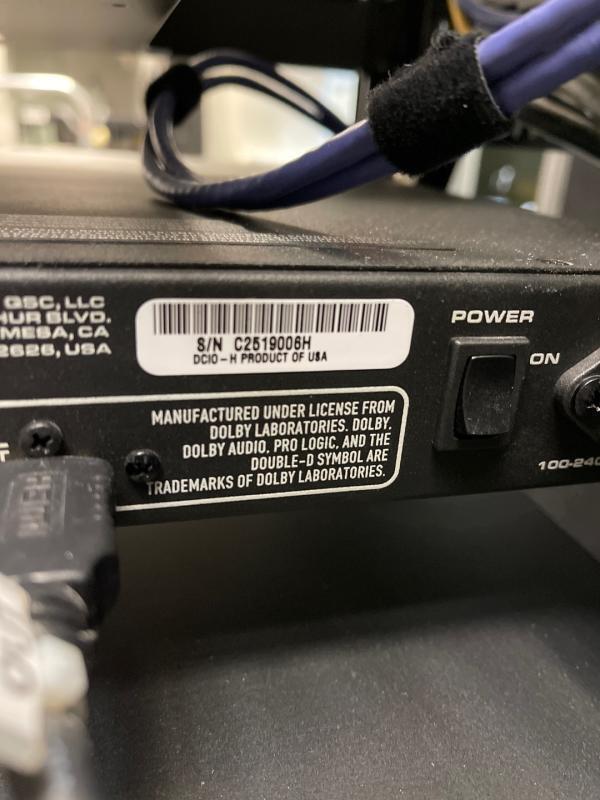 QSC, LLC
HUR BLVD.
MESA, CA
2626, USA
S/N C2519006H
DCIO-H PRODUCT OF USA
POWER
ON
100-240
MANUFACTURED UNDER LICENSE FROM
DOLBY LABORATORIES. DOLBY,
DOLBY AUDIO, PRO LOGIC, AND THE
DOUBLE-D SYMBOL ARE
TRADEMARKS OF DOLBY LABORATORIES.
HDMI